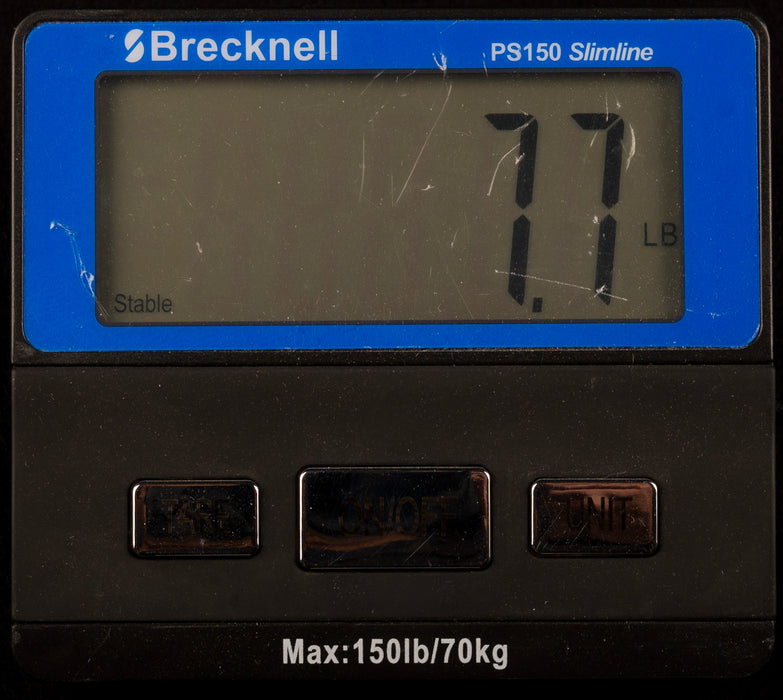 Brecknell PS150 Slimline
7.7 LB
Stable
TARE ON/OFF UNIT
Max:150lb/70kg